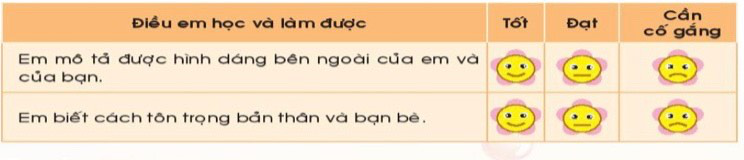 Điều em học và làm được Tốt Đạt Cần cố gắng
Em mô tả được hình dáng bên ngoài của em và
của bạn.
Em biết cách tôn trọng bản thân và bạn bè.